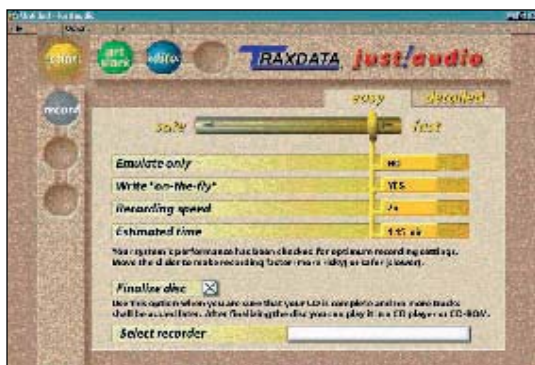 art work
editor
TRAXDATA just!audio
record
easy detailed
safe fast
Emulate only NO
Write "on-the-fly" YES
Recording speed 2x
Estimated time
Your system's performance has been checked for optimum recording settings.
Move the slider to make recording faster (more risky) or safer (slower).
Finalize disc
Use this option when you are sure that your CD is complete and no more tracks
shall be added later. After finalizing the disc you can play it in a CD player or CD-ROM.
Select recorder